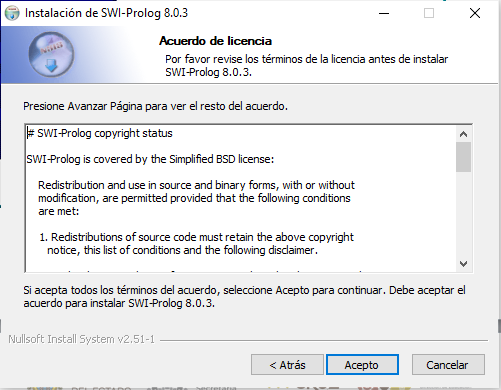 Instalación de SWI-Prolog 8.0.3
Acuerdo de licencia
Por favor revise los términos de la licencia antes de instalar
SWI-Prolog 8.0.3.
Presione Avanzar Página para ver el resto del acuerdo.
# SWI-Prolog copyright status
SWI-Prolog is covered by the Simplified BSD license:
Redistribution and use in source and binary forms, with or without
modification, are permitted provided that the following conditions
are met:
1. Redistributions of source code must retain the above copyright
notice, this list of conditions and the following disclaimer.
Si acepta todos los términos del acuerdo, seleccione Acepto para continuar. Debe aceptar el
acuerdo para instalar SWI-Prolog 8.0.3.
Nullsoft Install System v2.51-1
< Atrás
Acepto
Cancelar